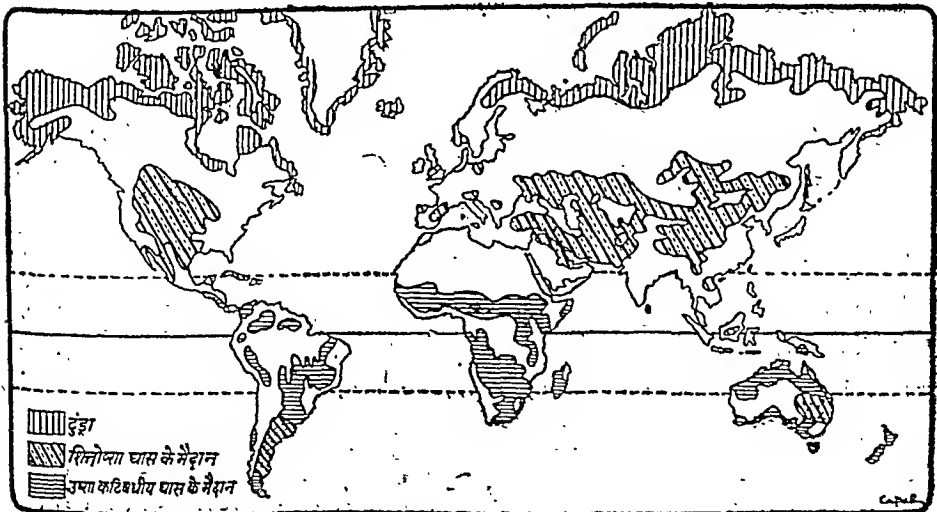 टुंड्रा
शितोष्ण घास के मैदान
उष्ण कटिबंधीय घास के मैदान